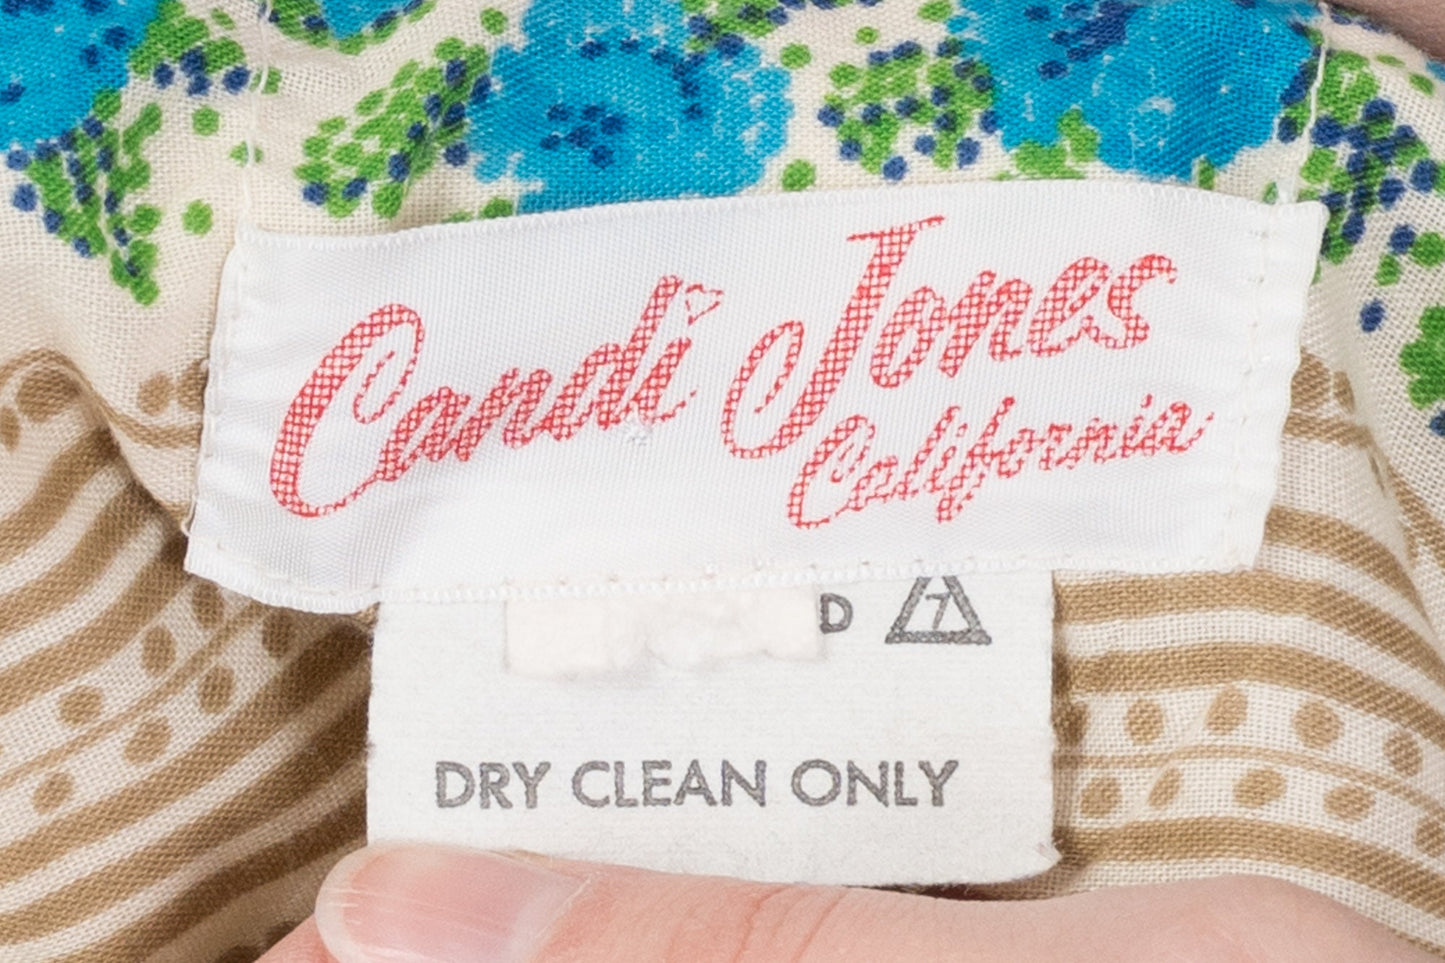 Candi Jones
California
D 7
DRY CLEAN ONLY